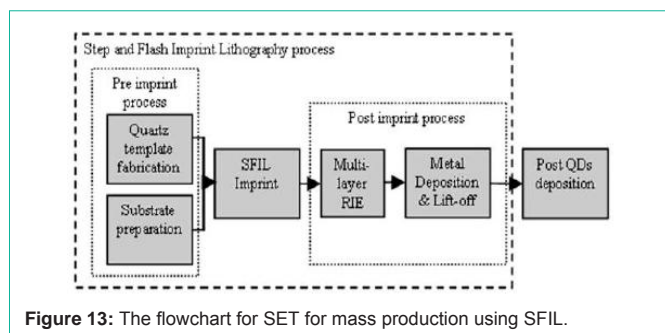 Step and Flash Imprint Lithography process
Pre imprint
process
Quartz
template
fabrication
Substrate
preparation
SFIL
Imprint
Post imprint process
Multi-
layer
RIE
Metal
Deposition
& Lift-off
Post QDs
deposition
Figure 13: The flowchart for SET for mass production using SFIL.